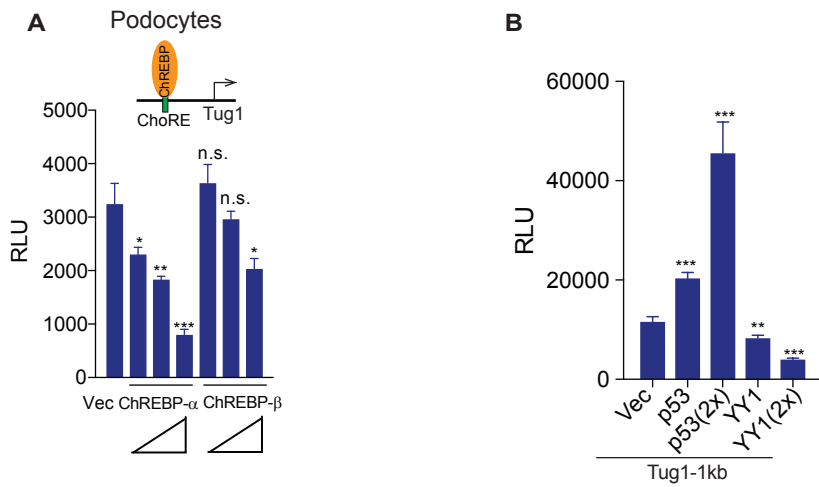 A
Podocytes
ChREBP
ChoRE
Tug1
RLU
5000
4000
3000
2000
1000
0
*
**
***
n.s.
n.s.
*
Vec ChREBP-α ChREBP-β
B
RLU
60000
40000
20000
0
***
***
**
***
Vec
p53
p53(2x)
YY1
YY1(2x)
Tug1-1kb